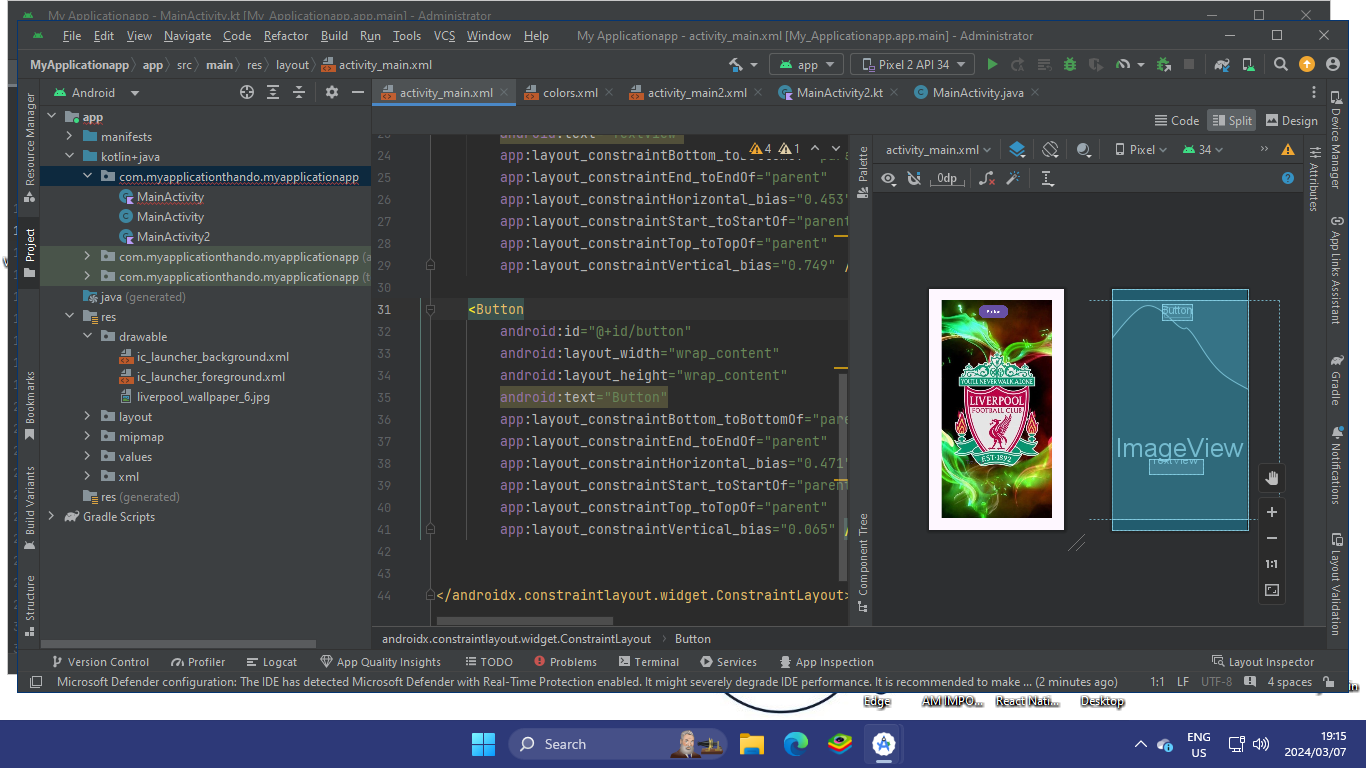 My Applicationapp - MainActivity.kt [My_Applicationapp.app.main] - Administrator
File Edit View Navigate Code Refactor Build Run Tools VCS Window Help My Applicationapp - activity_main.xml [My_Applicationapp.app.main] - Administrator
MyApplicationapp app src main res layout activity_main.xml app Pixel 2 API 34
Android activity_main.xml colors.xml activity_main2.xml MainActivity2.kt MainActivity.java
Code Split Design
Resource Manager
Project
Bookmarks
Build Variants
Structure
app
manifests
kotlin+java
com.myapplicationthando.myapplicationapp
MainActivity
MainActivity
MainActivity2
com.myapplicationthando.myapplicationapp (a
com.myapplicationthando.myapplicationapp (t
java (generated)
res
drawable
ic_launcher_background.xml
ic_launcher_foreground.xml
liverpool_wallpaper_6.jpg
layout
mipmap
values
xml
res (generated)
Gradle Scripts
4 1
24 app:layout_constraintBottom_toBottomOf="pare
25 app:layout_constraintEnd_toEndOf="parent"
26 app:layout_constraintHorizontal_bias="0.453"
27 app:layout_constraintStart_toStartOf="parent
28 app:layout_constraintTop_toTopOf="parent"
29 app:layout_constraintVertical_bias="0.749" /
30
31 <Button
32 android:id="@+id/button"
33 android:layout_width="wrap_content"
34 android:layout_height="wrap_content"
35 android:text="Button"
36 app:layout_constraintBottom_toBottomOf="pare
37 app:layout_constraintEnd_toEndOf="parent"
38 app:layout_constraintHorizontal_bias="0.471"
39 app:layout_constraintStart_toStartOf="parent
40 app:layout_constraintTop_toTopOf="parent"
41 app:layout_constraintVertical_bias="0.065" /
42
43
44 </androidx.constraintlayout.widget.ConstraintLayout>
Palette
Component Tree
activity_main.xml Pixel 34
0dp
YOU'LL NEVER WALK ALONE
LIVERPOOL
FOOTBALL CLUB
EST·1892
Button
ImageView
TextView
1:1
Device Manager
Attributes
App Links Assistant
Gradle
Notifications
Layout Validation
androidx.constraintlayout.widget.ConstraintLayout Button
Version Control Profiler Logcat App Quality Insights TODO Problems Terminal Services App Inspection Layout Inspector
Microsoft Defender configuration: The IDE has detected Microsoft Defender with Real-Time Protection enabled. It might severely degrade IDE performance. It is recommended to make ... (2 minutes ago) 1:1 LF UTF-8 4 spaces
Edge AM IMPO... React Nati... Desktop
Search
ENG
US
19:15
2024/03/07